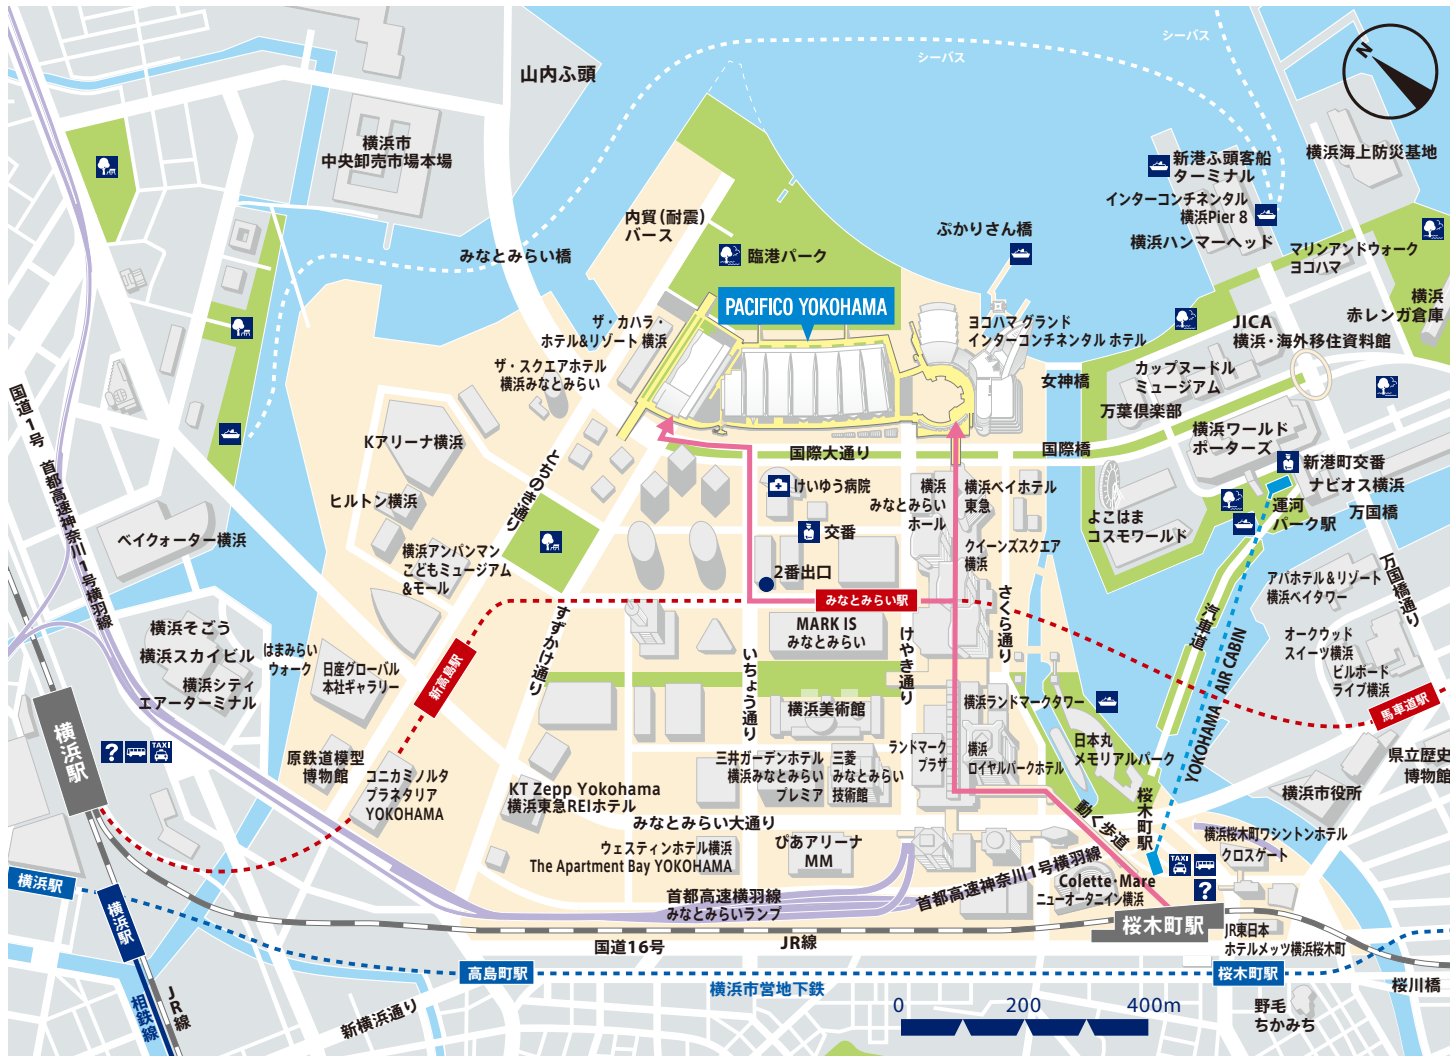 シーバス
シーバス
N
山内ふ頭
横浜市
中央卸売市場本場
新港ふ頭客船
ターミナル
横浜海上防災基地
インターコンチネンタル
横浜Pier 8
横浜ハンマーヘッド
マリンアンドウォーク
ヨコハマ
内貿(耐震)
バース
ぷかりさん橋
みなとみらい橋
臨港パーク
PACIFICO YOKOHAMA
横浜
赤レンガ倉庫
ザ・カハラ・
ホテル&リゾート 横浜
ヨコハマ グランド
インターコンチネンタル ホテル
JICA
横浜・海外移住資料館
ザ・スクエアホテル
横浜みなとみらい
女神橋
カップヌードル
ミュージアム
万葉倶楽部
国道1号
首都高速神奈川1号横羽線
Kアリーナ横浜
横浜ワールド
ポーターズ
とちのき通り
国際大通り
国際橋
新港町交番
ナビオス横浜
ヒルトン横浜
けいゆう病院
横浜
みなとみらい
ホール
横浜ベイホテル
東急
よこはま
コスモワールド
運河
パーク駅
万国橋
ベイクォーター横浜
交番
クイーンズスクエア
横浜
横浜アンパンマン
こどもミュージアム
&モール
2番出口
万国橋通り
アパホテル&リゾート
横浜ベイタワー
みなとみらい駅
さくら通り
汽車道
すずかけ通り
MARK IS
みなとみらい
けやき通り
横浜そごう
横浜スカイビル
横浜シティ
エアーターミナル
はまみらい
ウォーク
日産グローバル
本社ギャラリー
新高島駅
いちょう通り
オークウッド
スイーツ横浜
ビルボード
ライブ横浜
YOKOHAMA AIR CABIN
横浜美術館
横浜ランドマークタワー
馬車道駅
横浜駅
?
TAXI
原鉄道模型
博物館
コニカミノルタ
プラネタリア
YOKOHAMA
ランドマーク
プラザ
横浜
ロイヤルパークホテル
日本丸
メモリアルパーク
県立歴史
博物館
三井ガーデンホテル
横浜みなとみらい
プレミア
三菱
みなとみらい
技術館
KT Zepp Yokohama
横浜東急REIホテル
横浜市役所
みなとみらい大通り
動く歩道
桜木町駅
横浜桜木町ワシントンホテル
クロスゲート
ウェスティンホテル横浜
The Apartment Bay YOKOHAMA
ぴあアリーナ
MM
TAXI
?
横浜駅
首都高速横羽線
みなとみらいランプ
首都高速神奈川1号横羽線
Colette・Mare
ニューオータニイン横浜
横浜駅
桜木町駅
JR東日本
ホテルメッツ横浜桜木町
国道16号
JR線
高島町駅
桜木町駅
横浜市営地下鉄
桜川橋
相鉄線
JR線
新横浜通り
0 200 400m
野毛
ちかみち